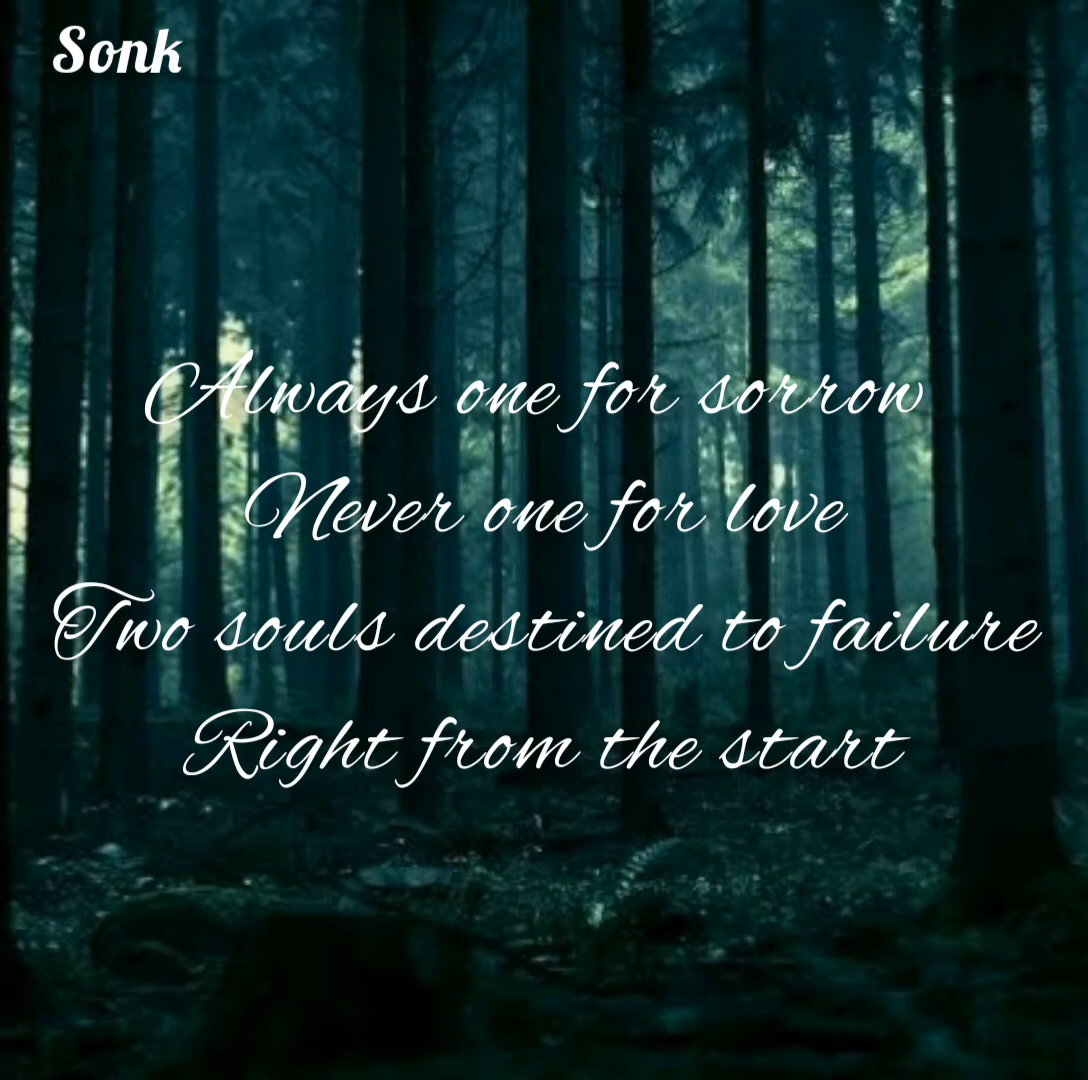 Sonk
Always one for sorrow
Never one for love
Two souls destined to failure
Right from the start